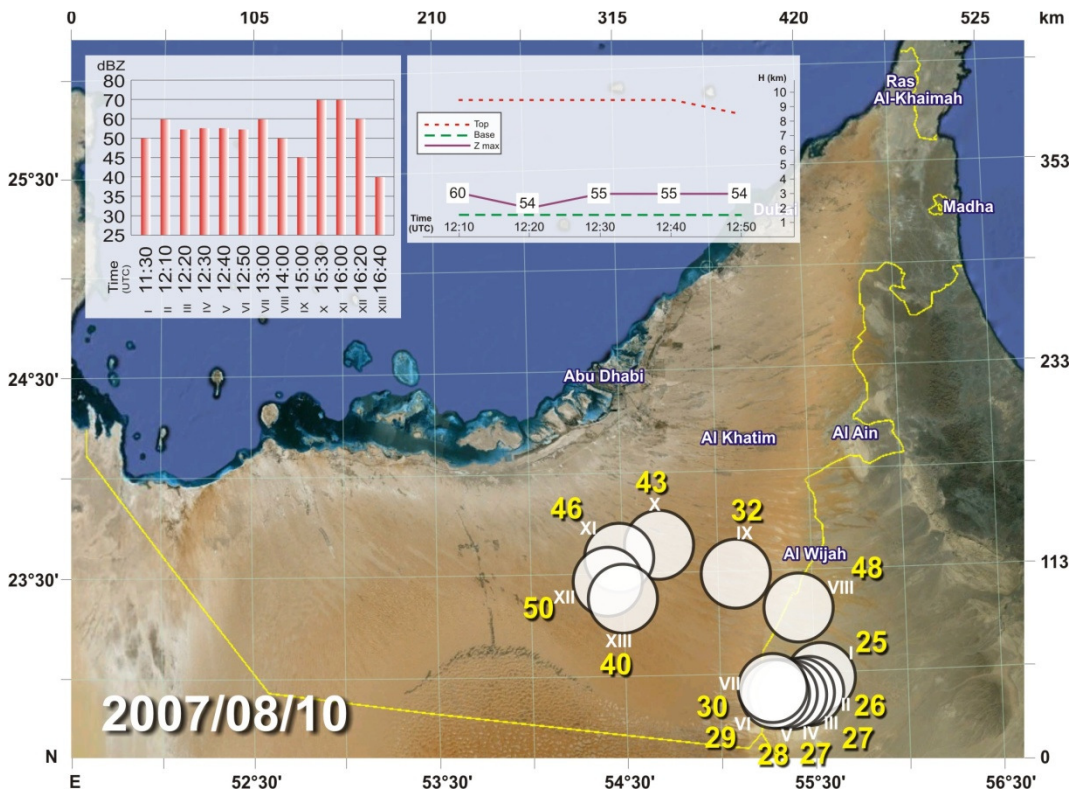 0 105 210 315 420 525 km
dBZ
80
70
60
50
45
40
35
30
25
Time
(UTC)
11:30 12:10 12:20 12:30 12:40 12:50 13:00 14:00 15:00 15:30 16:00 16:20 16:40
I II III IV V VI VII VIII IX X XI XII XIII
H (km)
10
9
8
7
6
5
4
3
2
1
Top
Base
Z max
60 54 55 55 54
Time
(UTC)
12:10 12:20 12:30 12:40 12:50
Ras
Al-Khaimah
Madha
Dubai
Abu Dhabi
Al Khatim
Al Ain
Al Wijah
25°30'
24°30'
23°30'
N
353
233
113
0
43
X
46
XI
32
IX
48
VIII
50
XII
XIII
40
25
I
VII
30
II
26
VI
29
V
28
IV
27
III
27
2007/08/10
E 52°30' 53°30' 54°30' 55°30' 56°30'